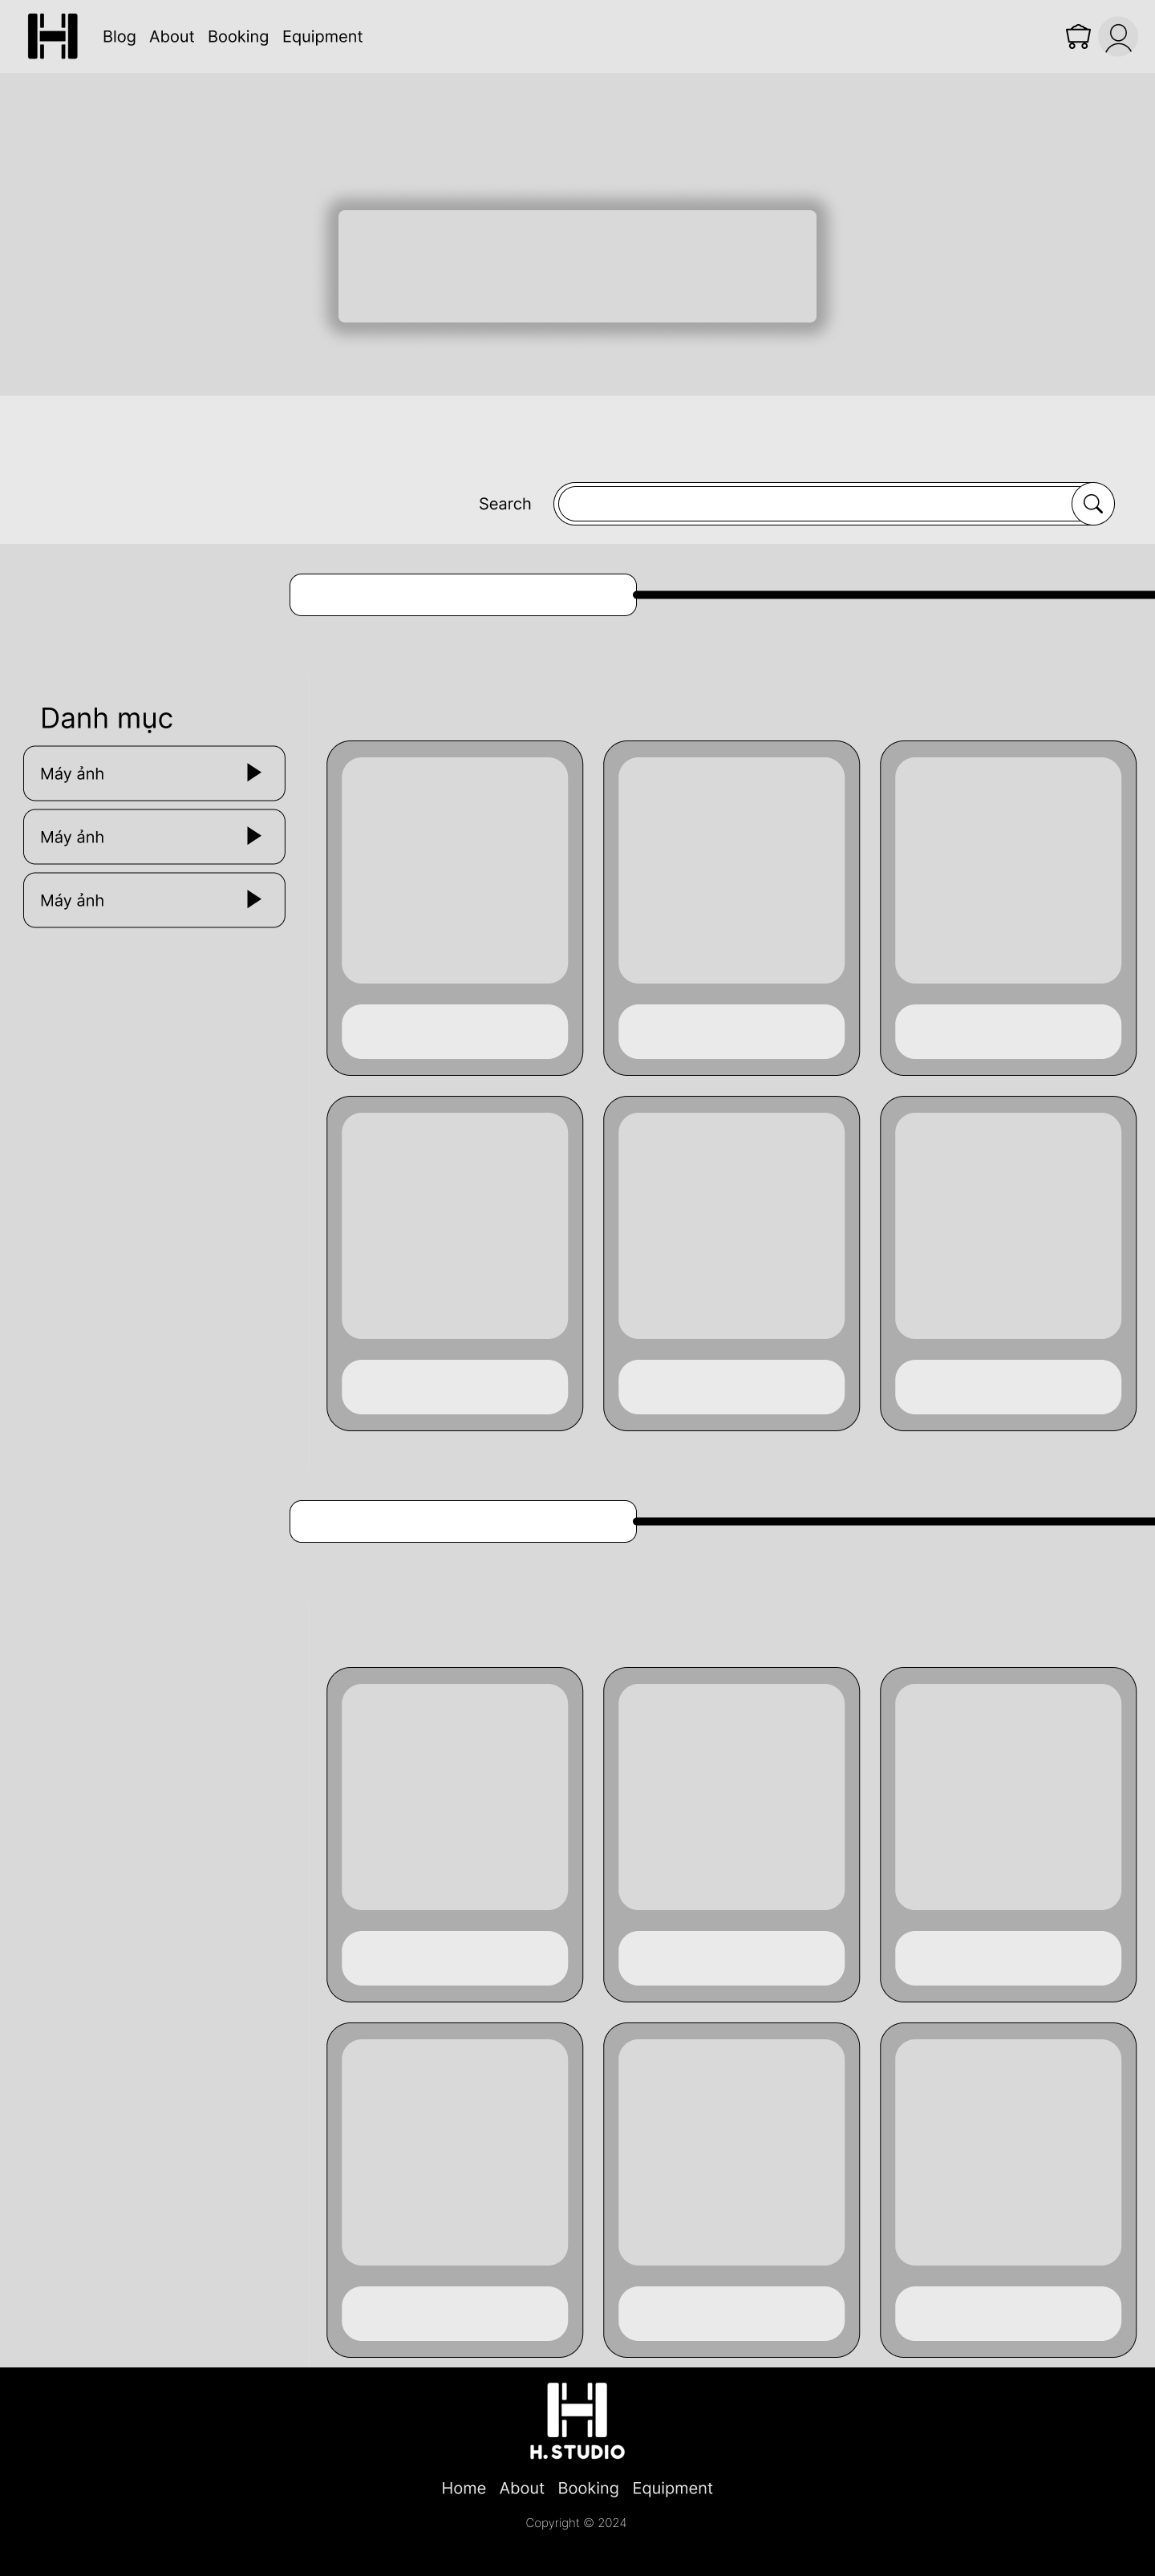 H
Blog About Booking Equipment
Search
Danh mục
Máy ảnh
Máy ảnh
Máy ảnh
H
H. STUDIO
Home About Booking Equipment
Copyright © 2024